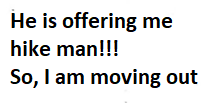 He is offering me
hike man!!!
So, I am moving out